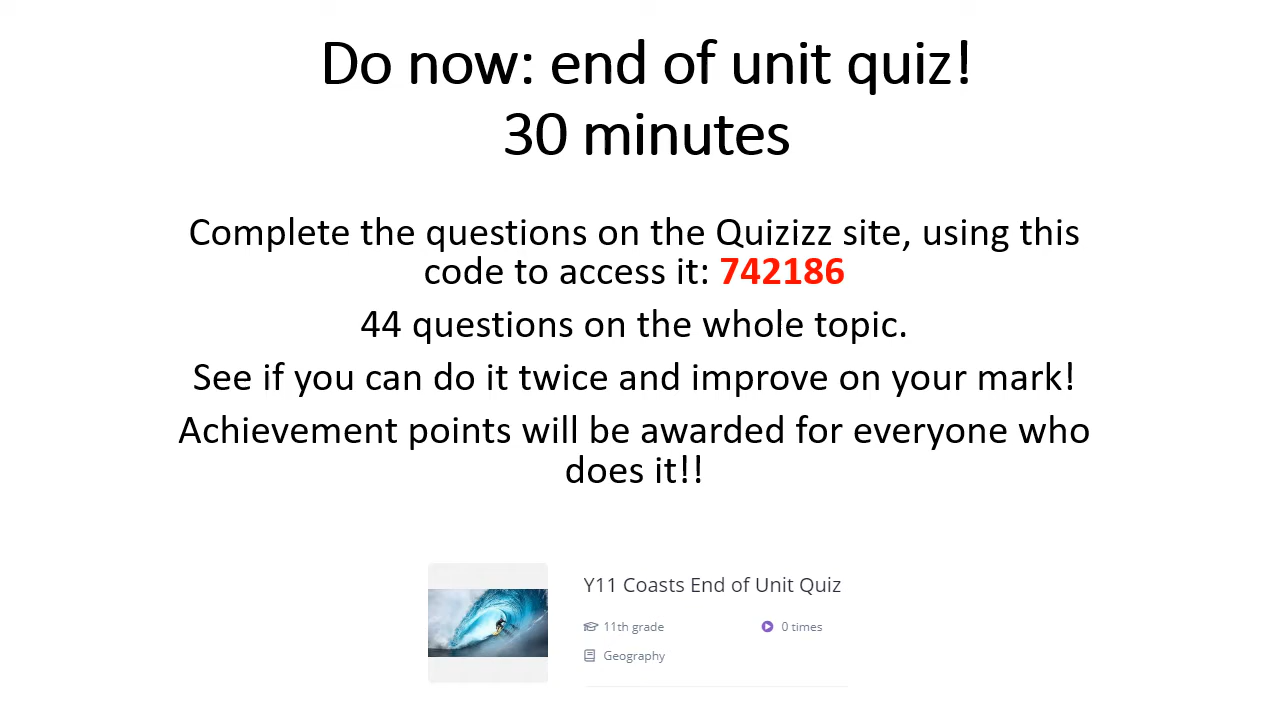 Do now: end of unit quiz!
30 minutes
Complete the questions on the Quizizz site, using this
code to access it: 742186
44 questions on the whole topic.
See if you can do it twice and improve on your mark!
Achievement points will be awarded for everyone who
does it!!
Y11 Coasts End of Unit Quiz
11th grade
0 times
Geography